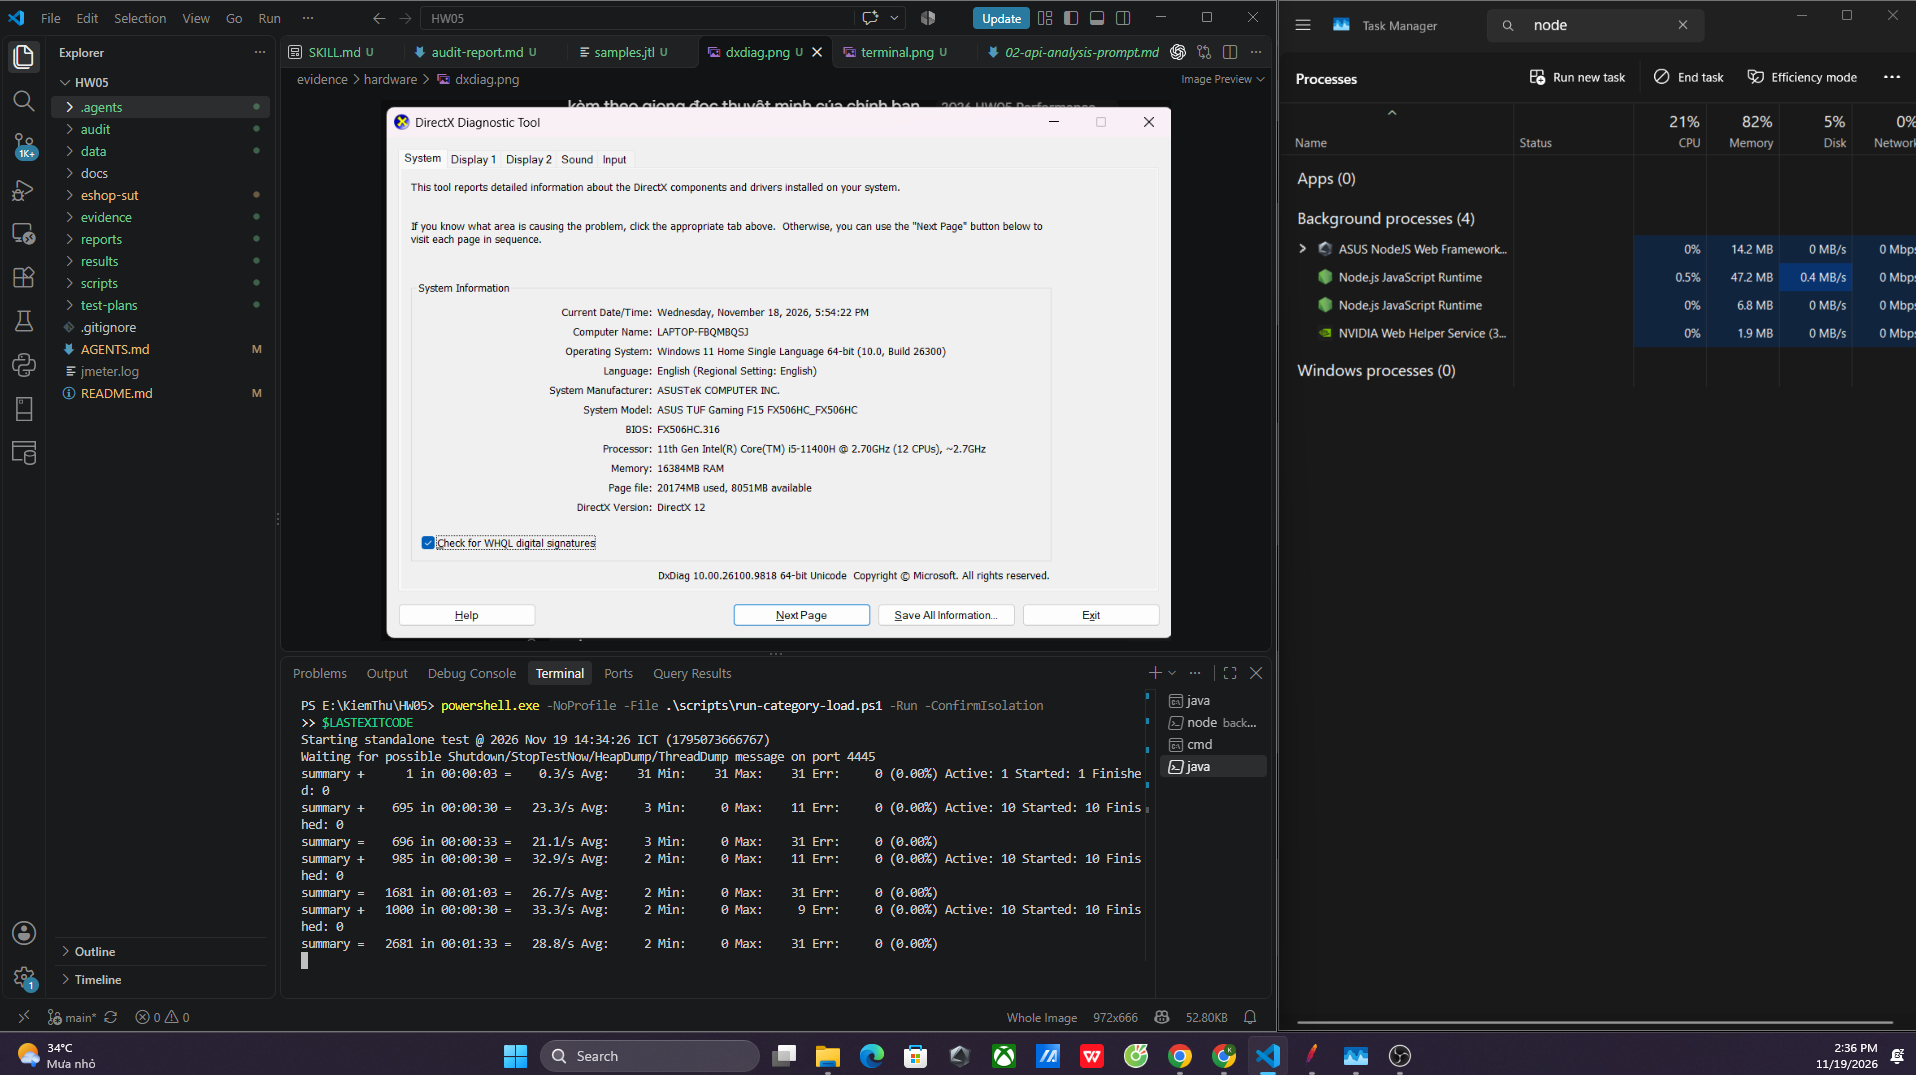 File Edit Selection View Go Run ··· HW05 Update
Explorer ···
HW05
.agents
audit
data
docs
eshop-sut
evidence
reports
results
scripts
test-plans
.gitignore
AGENTS.md M
jmeter.log
README.md M
Outline
Timeline
1K+
1
SKILL.md U audit-report.md U samples.jtl U dxdiag.png U terminal.png U 02-api-analysis-prompt.md ···
evidence > hardware > dxdiag.png Image Preview
DirectX Diagnostic Tool
System Display 1 Display 2 Sound Input
This tool reports detailed information about the DirectX components and drivers installed on your system.
If you know what area is causing the problem, click the appropriate tab above. Otherwise, you can use the "Next Page" button below to
visit each page in sequence.
System Information
Current Date/Time: Wednesday, November 18, 2026, 5:54:22 PM
Computer Name: LAPTOP-FBQMBQSJ
Operating System: Windows 11 Home Single Language 64-bit (10.0, Build 26300)
Language: English (Regional Setting: English)
System Manufacturer: ASUSTeK COMPUTER INC.
System Model: ASUS TUF Gaming F15 FX506HC_FX506HC
BIOS: FX506HC.316
Processor: 11th Gen Intel(R) Core(TM) i5-11400H @ 2.70GHz (12 CPUs), ~2.7GHz
Memory: 16384MB RAM
Page file: 20174MB used, 8051MB available
DirectX Version: DirectX 12
Check for WHQL digital signatures
DxDiag 10.00.26100.9818 64-bit Unicode Copyright © Microsoft. All rights reserved.
Help Next Page Save All Information... Exit
Problems Output Debug Console Terminal Ports Query Results
PS E:\KiemThu\HW05> powershell.exe -NoProfile -File .\scripts\run-category-load.ps1 -Run -ConfirmIsolation
>> $LASTEXITCODE
Starting standalone test @ 2026 Nov 19 14:34:26 ICT (1795073666767)
Waiting for possible Shutdown/StopTestNow/HeapDump/ThreadDump message on port 4445
summary + 1 in 00:00:03 = 0.3/s Avg: 31 Min: 31 Max: 31 Err: 0 (0.00%) Active: 1 Started: 1 Finishe
d: 0
summary + 695 in 00:00:30 = 23.3/s Avg: 3 Min: 0 Max: 11 Err: 0 (0.00%) Active: 10 Started: 10 Finis
hed: 0
summary = 696 in 00:00:33 = 21.1/s Avg: 3 Min: 0 Max: 31 Err: 0 (0.00%)
summary + 985 in 00:00:30 = 32.9/s Avg: 2 Min: 0 Max: 11 Err: 0 (0.00%) Active: 10 Started: 10 Finis
hed: 0
summary = 1681 in 00:01:03 = 26.7/s Avg: 2 Min: 0 Max: 31 Err: 0 (0.00%)
summary + 1000 in 00:00:30 = 33.3/s Avg: 2 Min: 0 Max: 9 Err: 0 (0.00%) Active: 10 Started: 10 Finis
hed: 0
summary = 2681 in 00:01:33 = 28.8/s Avg: 2 Min: 0 Max: 31 Err: 0 (0.00%)
java
node back...
cmd
java
main* 0 0 Whole Image 972x666 52.80KB
Task Manager node
Processes Run new task End task Efficiency mode ···
21% 82% 5% 0%
Name Status CPU Memory Disk Network
Apps (0)
Background processes (4)
ASUS NodeJS Web Framework... 0% 14.2 MB 0 MB/s 0 Mbps
Node.js JavaScript Runtime 0.5% 47.2 MB 0.4 MB/s 0 Mbps
Node.js JavaScript Runtime 0% 6.8 MB 0 MB/s 0 Mbps
NVIDIA Web Helper Service (3... 0% 1.9 MB 0 MB/s 0 Mbps
Windows processes (0)
34°C
Mưa nhỏ
Search
2:36 PM
11/19/2026